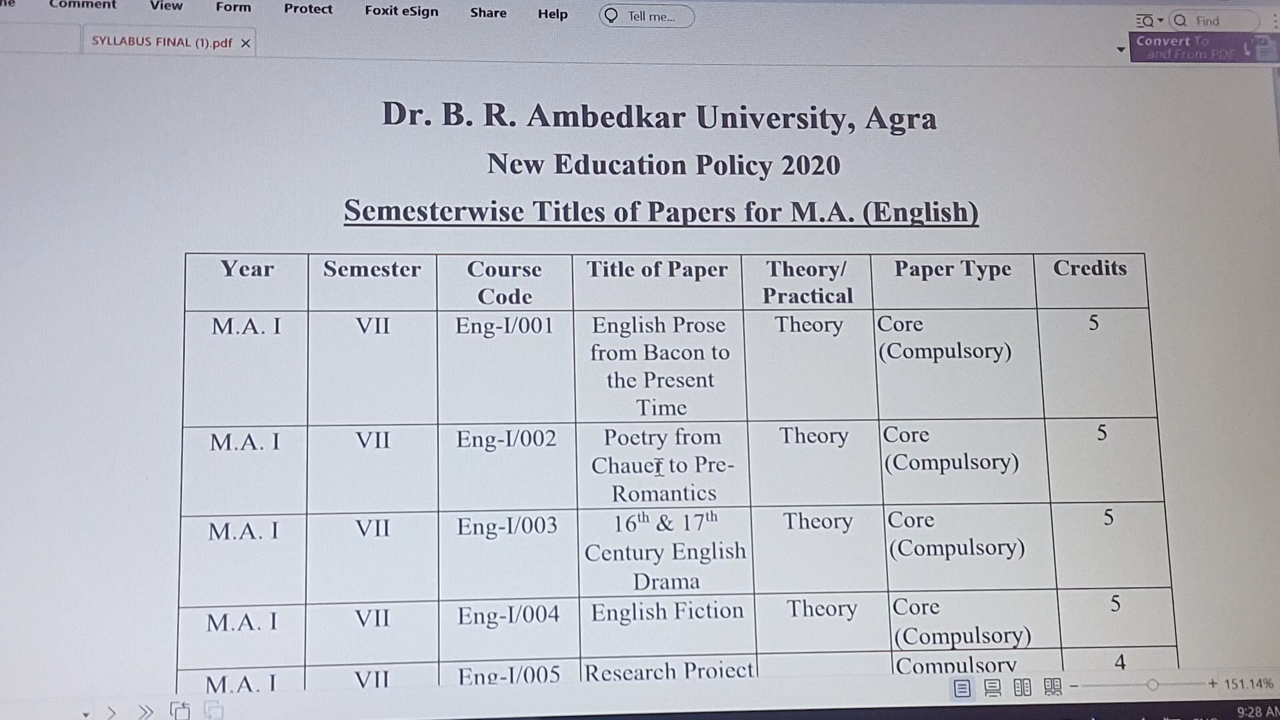 Comment View Form Protect Foxit eSign Share Help Tell me... Find
SYLLABUS FINAL (1).pdf ×
Convert To
and From PDF
Dr. B. R. Ambedkar University, Agra
New Education Policy 2020
Semesterwise Titles of Papers for M.A. (English)
Year Semester Course Title of Paper Theory/ Paper Type Credits
Code Practical
M.A. I VII Eng-I/001 English Prose Theory Core 5
from Bacon to (Compulsory)
the Present
Time
M.A. I VII Eng-I/002 Poetry from Theory Core 5
Chauer to Pre- (Compulsory)
Romantics
M.A. I VII Eng-I/003 16th & 17th Theory Core 5
Century English (Compulsory)
Drama
M.A. I VII Eng-I/004 English Fiction Theory Core 5
(Compulsory)
M.A. I VII Eng-I/005 Research Project Compulsory 4
151.14%
9:28 AM